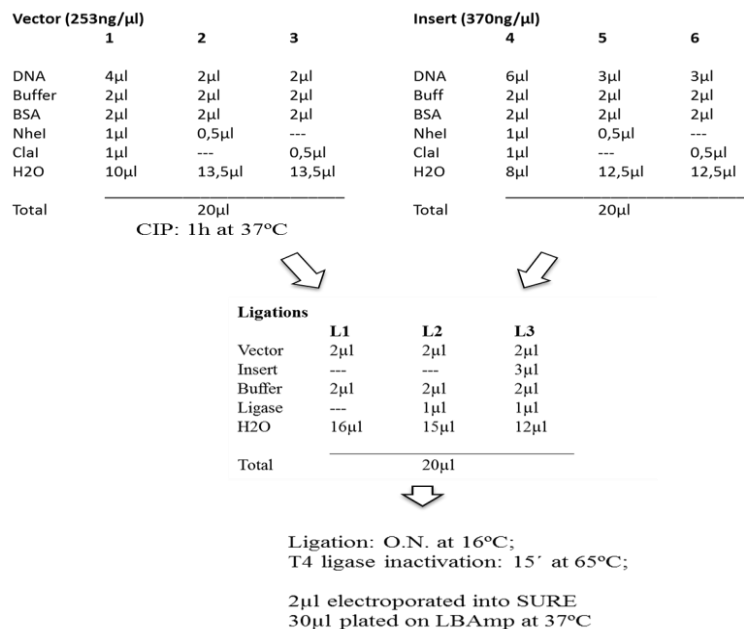 Vector (253ng/µl)
1 2 3
DNA 4µl 2µl 2µl
Buffer 2µl 2µl 2µl
BSA 2µl 2µl 2µl
NheI 1µl 0,5µl ---
ClaI 1µl --- 0,5µl
H2O 10µl 13,5µl 13,5µl
Total 20µl
CIP: 1h at 37ºC
Insert (370ng/µl)
4 5 6
DNA 6µl 3µl 3µl
Buff 2µl 2µl 2µl
BSA 2µl 2µl 2µl
NheI 1µl 0,5µl ---
ClaI 1µl --- 0,5µl
H2O 8µl 12,5µl 12,5µl
Total 20µl
Ligations
L1 L2 L3
Vector 2µl 2µl 2µl
Insert --- --- 3µl
Buffer 2µl 2µl 2µl
Ligase --- 1µl 1µl
H2O 16µl 15µl 12µl
Total 20µl
Ligation: O.N. at 16ºC;
T4 ligase inactivation: 15´ at 65ºC;
2µl electroporated into SURE
30µl plated on LBAmp at 37ºC